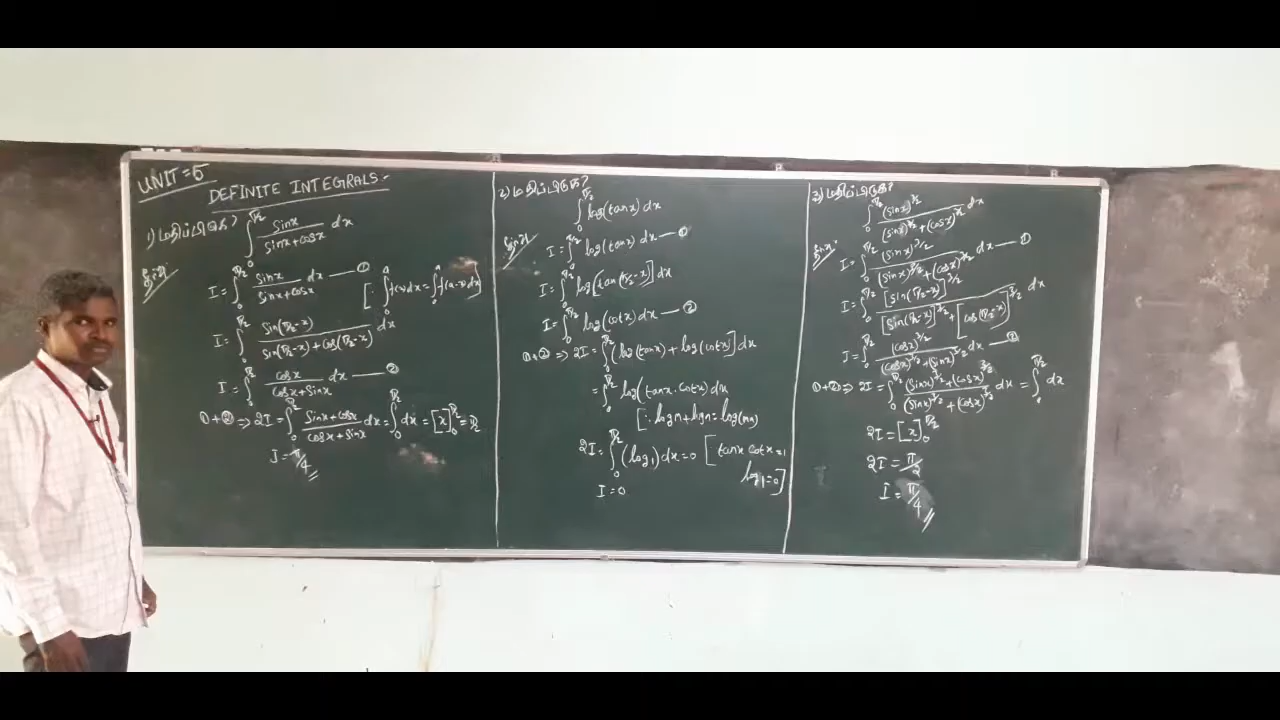 UNIT = 5
DEFINITE INTEGRALS:-
1) மதிப்பிடுக? ∫₀^{π/2} sinx/(sinx+cosx) dx
தீர்வு
I = ∫₀^{π/2} sinx/(sinx+cosx) dx — ① [∵ ∫₀^a f(x)dx = ∫₀^a f(a-x)dx]
I = ∫₀^{π/2} sin(π/2-x)/(sin(π/2-x)+cos(π/2-x)) dx
I = ∫₀^{π/2} cosx/(cosx+sinx) dx — ②
①+② ⇒ 2I = ∫₀^{π/2} (sinx+cosx)/(cosx+sinx) dx = ∫₀^{π/2} dx = [x]₀^{π/2} = π/2
I = π/4
2) மதிப்பிடுக?
∫₀^{π/2} log(tanx) dx
தீர்வு
I = ∫₀^{π/2} log(tanx) dx — ①
I = ∫₀^{π/2} log[tan(π/2-x)] dx
I = ∫₀^{π/2} log(cotx) dx — ②
①+② ⇒ 2I = ∫₀^{π/2} [log(tanx) + log(cotx)] dx
= ∫₀^{π/2} log(tanx.cotx) dx
[∵ logm+logn = log(mn)
2I = ∫₀^{π/2} (log1) dx = 0 [tanx cotx=1
log1=0]
I = 0
3) மதிப்பிடுக?
∫₀^{π/2} (sinx)^{3/2}/((sinx)^{3/2}+(cosx)^{3/2}) dx
தீர்வு
I = ∫₀^{π/2} (sinx)^{3/2}/((sinx)^{3/2}+(cosx)^{3/2}) dx — ①
I = ∫₀^{π/2} [sin(π/2-x)]^{3/2}/([sin(π/2-x)]^{3/2}+[cos(π/2-x)]^{3/2}) dx
I = ∫₀^{π/2} (cosx)^{3/2}/((cosx)^{3/2}+(sinx)^{3/2}) dx — ②
①+② ⇒ 2I = ∫₀^{π/2} ((sinx)^{3/2}+(cosx)^{3/2})/((sinx)^{3/2}+(cosx)^{3/2}) dx = ∫₀^{π/2} dx
2I = [x]₀^{π/2}
2I = π/2
I = π/4